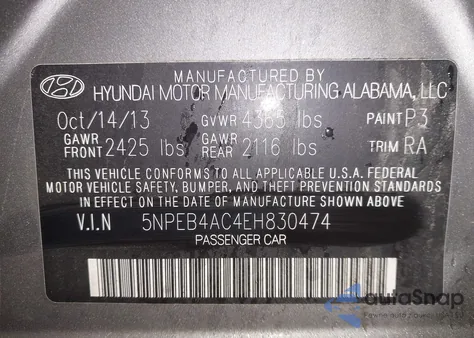 MANUFACTURED BY
HYUNDAI MOTOR MANUFACTURING ALABAMA, LLC
Oct/14/13 GVWR 4365 lbs PAINT P3
GAWR FRONT 2425 lbs GAWR REAR 2116 lbs TRIM RA
THIS VEHICLE CONFORMS TO ALL APPLICABLE U.S.A. FEDERAL
MOTOR VEHICLE SAFETY, BUMPER, AND THEFT PREVENTION STANDARDS
IN EFFECT ON THE DATE OF MANUFACTURE SHOWN ABOVE.
V.I.N 5NPEB4AC4EH830474
PASSENGER CAR
autoSnap